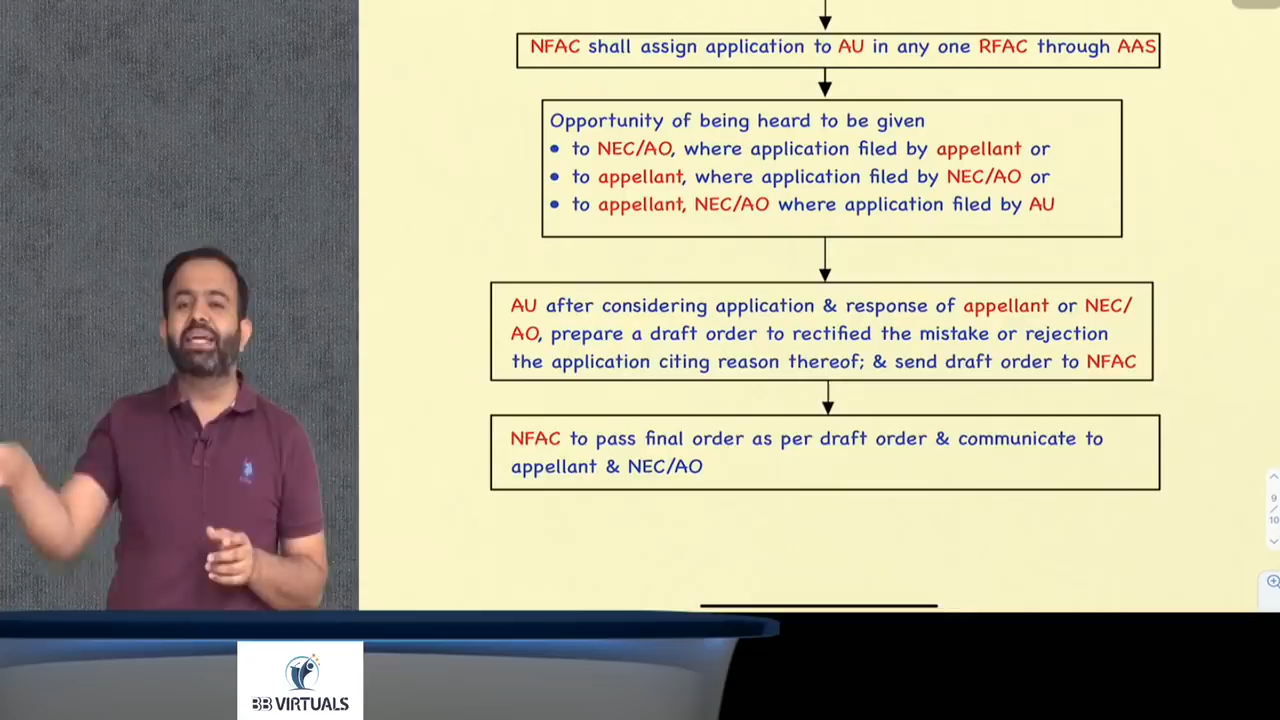 NFAC shall assign application to AU in any one RFAC through AAS
Opportunity of being heard to be given
• to NEC/AO, where application filed by appellant or
• to appellant, where application filed by NEC/AO or
• to appellant, NEC/AO where application filed by AU
AU after considering application & response of appellant or NEC/
AO, prepare a draft order to rectified the mistake or rejection
the application citing reason thereof; & send draft order to NFAC
NFAC to pass final order as per draft order & communicate to
appellant & NEC/AO
9
/
10
BB VIRTUALS